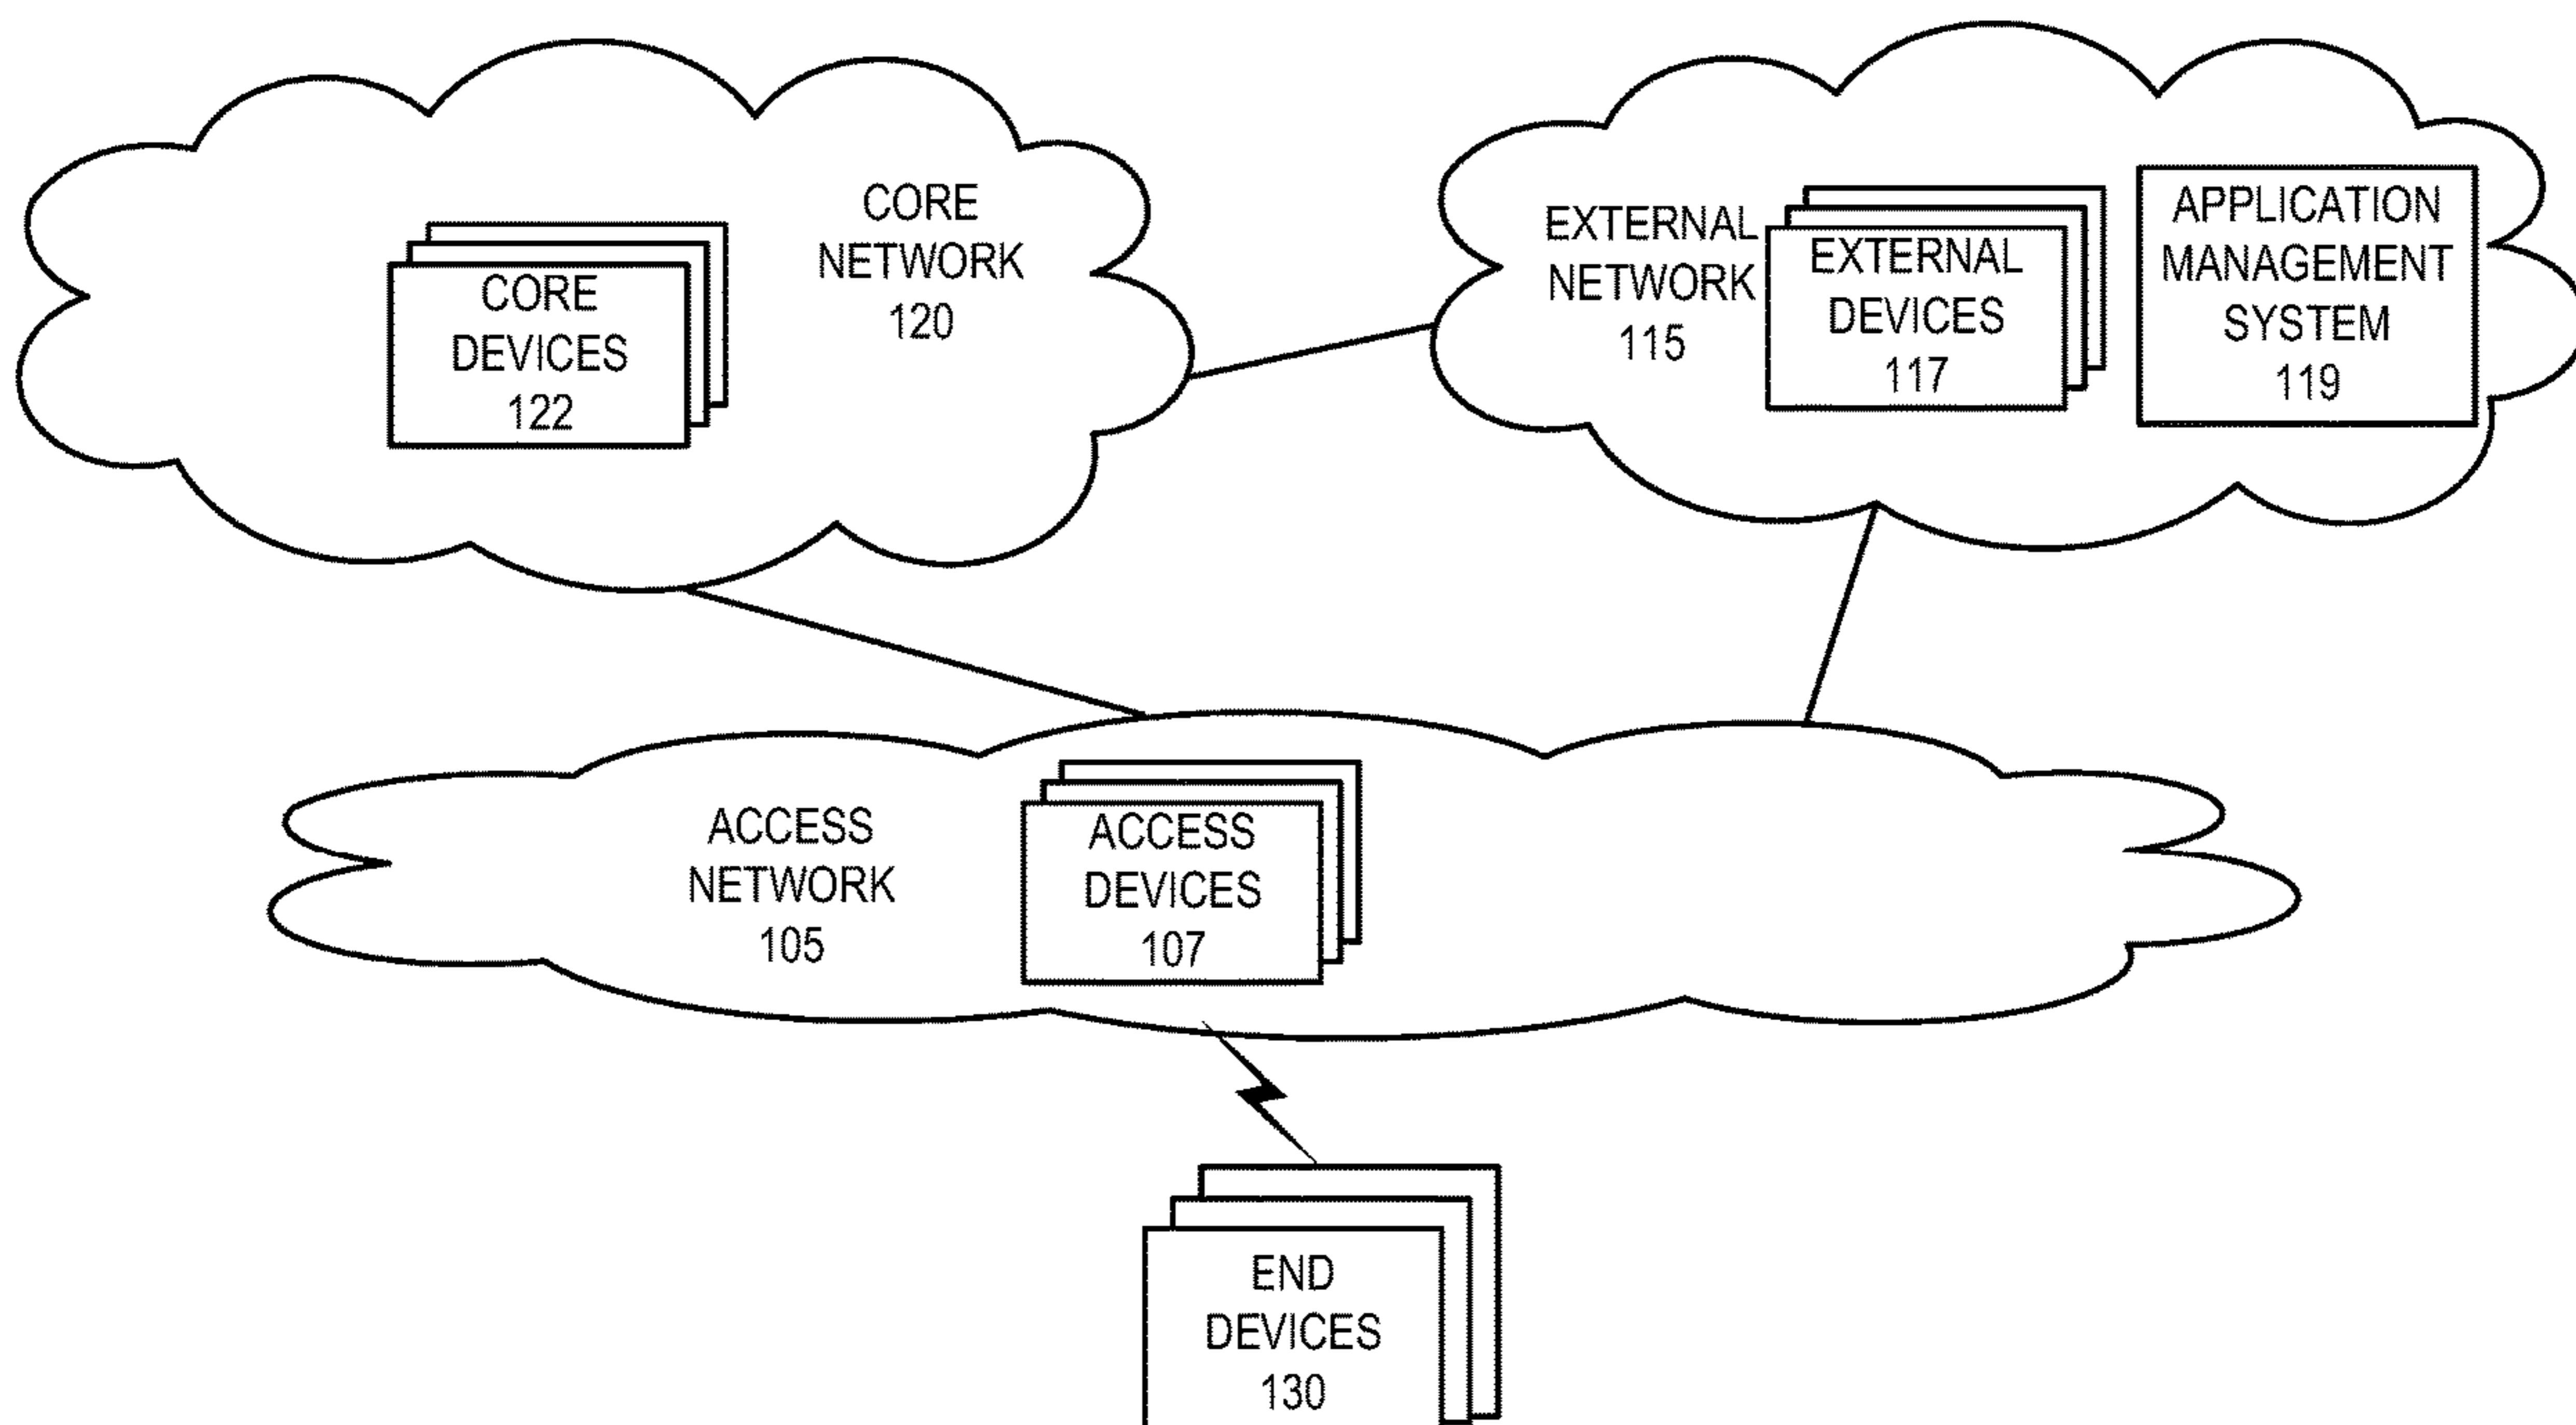 CORE
NETWORK
120
CORE
DEVICES
122
EXTERNAL
NETWORK
115
EXTERNAL
DEVICES
117
APPLICATION
MANAGEMENT
SYSTEM
119
ACCESS
NETWORK
105
ACCESS
DEVICES
107
END
DEVICES
130